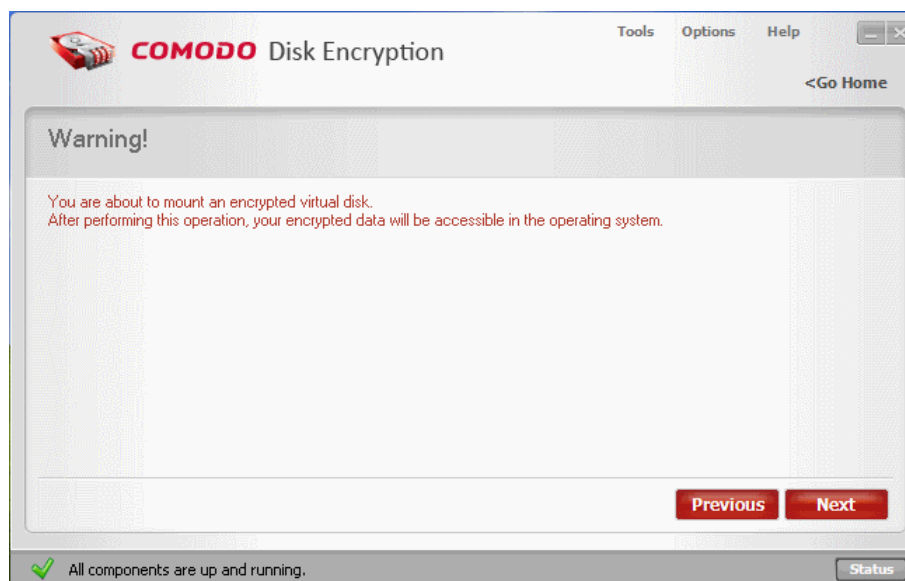 COMODO Disk Encryption
Tools Options Help
<Go Home
Warning!
You are about to mount an encrypted virtual disk.
After performing this operation, your encrypted data will be accessible in the operating system.
Previous Next
All components are up and running. Status